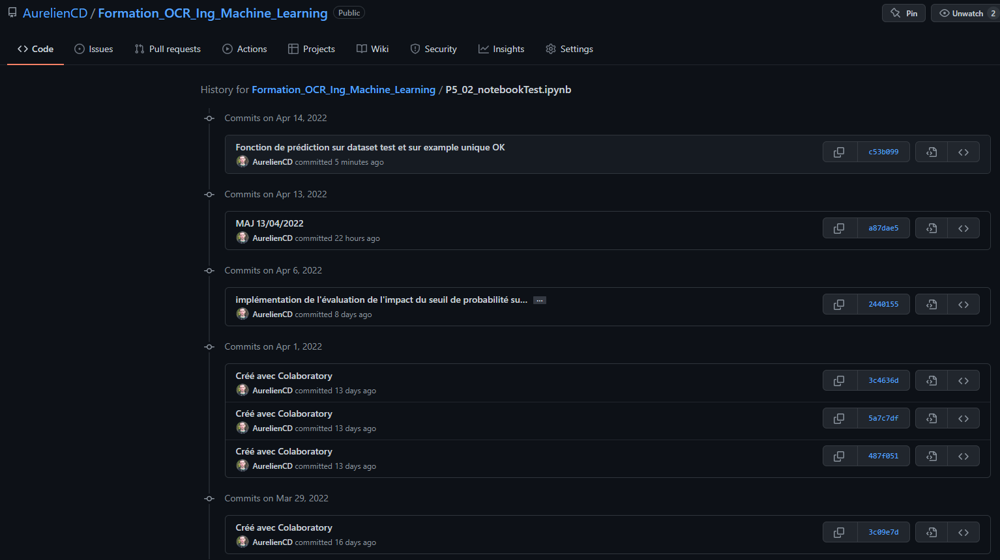 AurelienCD / Formation_OCR_Ing_Machine_Learning Public Pin Unwatch 2
Code Issues Pull requests Actions Projects Wiki Security Insights Settings
History for Formation_OCR_Ing_Machine_Learning / P5_02_notebookTest.ipynb
Commits on Apr 14, 2022
Fonction de prédiction sur dataset test et sur example unique OK
AurelienCD committed 5 minutes ago
c53b099
Commits on Apr 13, 2022
MAJ 13/04/2022
AurelienCD committed 22 hours ago
a87dae5
Commits on Apr 6, 2022
implémentation de l'évaluation de l'impact du seuil de probabilité su... ...
AurelienCD committed 8 days ago
2440155
Commits on Apr 1, 2022
Créé avec Colaboratory
AurelienCD committed 13 days ago
3c4636d
Créé avec Colaboratory
AurelienCD committed 13 days ago
5a7c7df
Créé avec Colaboratory
AurelienCD committed 13 days ago
487f051
Commits on Mar 29, 2022
Créé avec Colaboratory
AurelienCD committed 16 days ago
3c09e7d